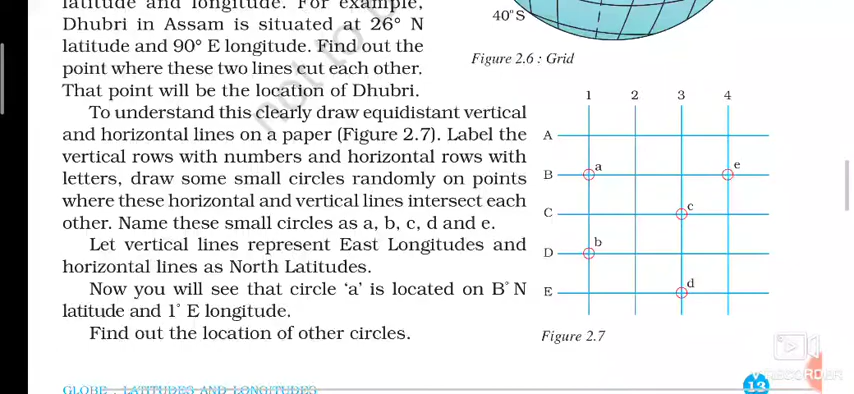 latitude and longitude. For example,
Dhubri in Assam is situated at 26° N
latitude and 90° E longitude. Find out the
point where these two lines cut each other.
That point will be the location of Dhubri.
To understand this clearly draw equidistant vertical
and horizontal lines on a paper (Figure 2.7). Label the
vertical rows with numbers and horizontal rows with
letters, draw some small circles randomly on points
where these horizontal and vertical lines intersect each
other. Name these small circles as a, b, c, d and e.
Let vertical lines represent East Longitudes and
horizontal lines as North Latitudes.
Now you will see that circle ‘a’ is located on B° N
latitude and 1° E longitude.
Find out the location of other circles.
40°S
Figure 2.6 : Grid
1 2 3 4
A
B a e
C c
D b
E d
Figure 2.7
GLOBE : LATITUDES AND LONGITUDES
13
RECORDER